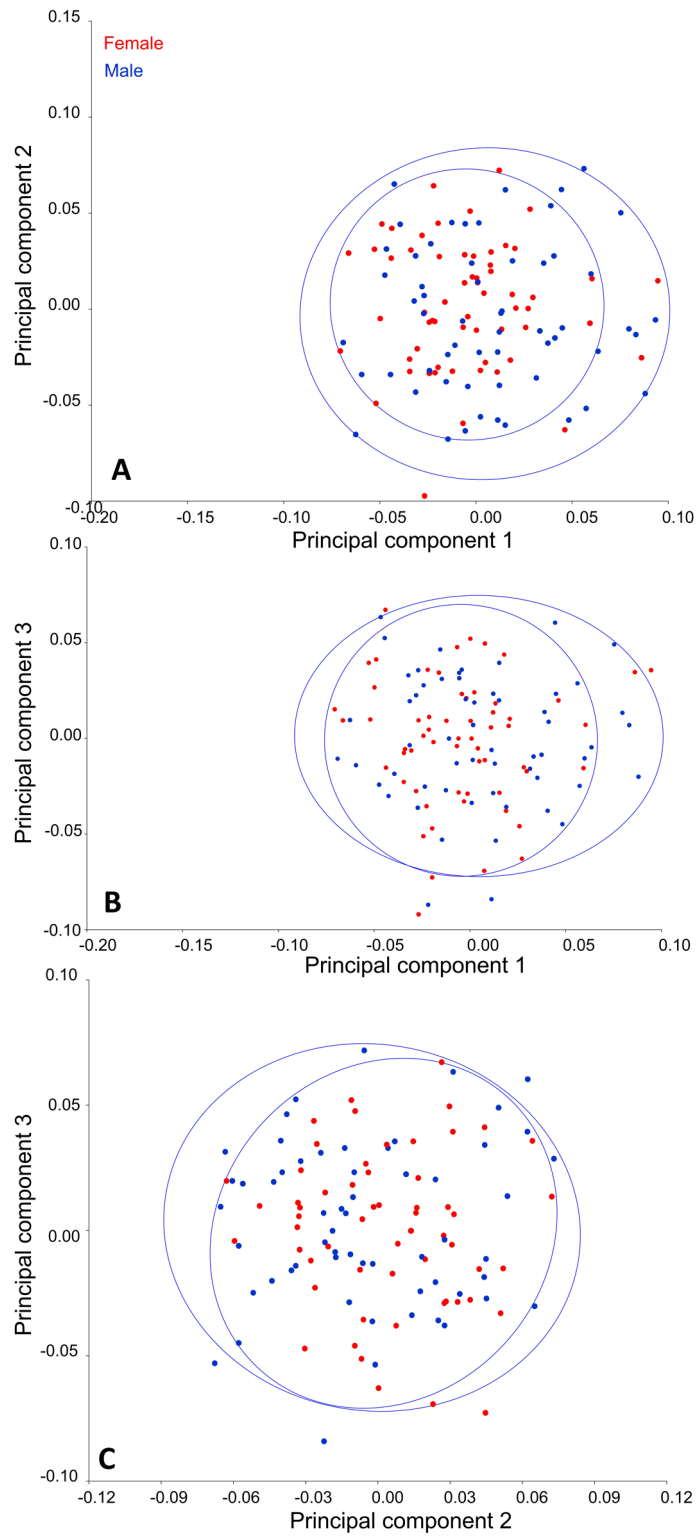 0.15
Female
Male
0.10
Principal component 2
0.05
0.00
-0.05
A
-0.10
-0.20 -0.15 -0.10 -0.05 0.00 0.05 0.10
Principal component 1
0.10
Principal component 3
0.05
0.00
-0.05
B
-0.10
-0.20 -0.15 -0.10 -0.05 0.00 0.05 0.10
Principal component 1
0.10
Principal component 3
0.05
0.00
-0.05
C
-0.10
-0.12 -0.09 -0.06 -0.03 0.00 0.03 0.06 0.09 0.12
Principal component 2